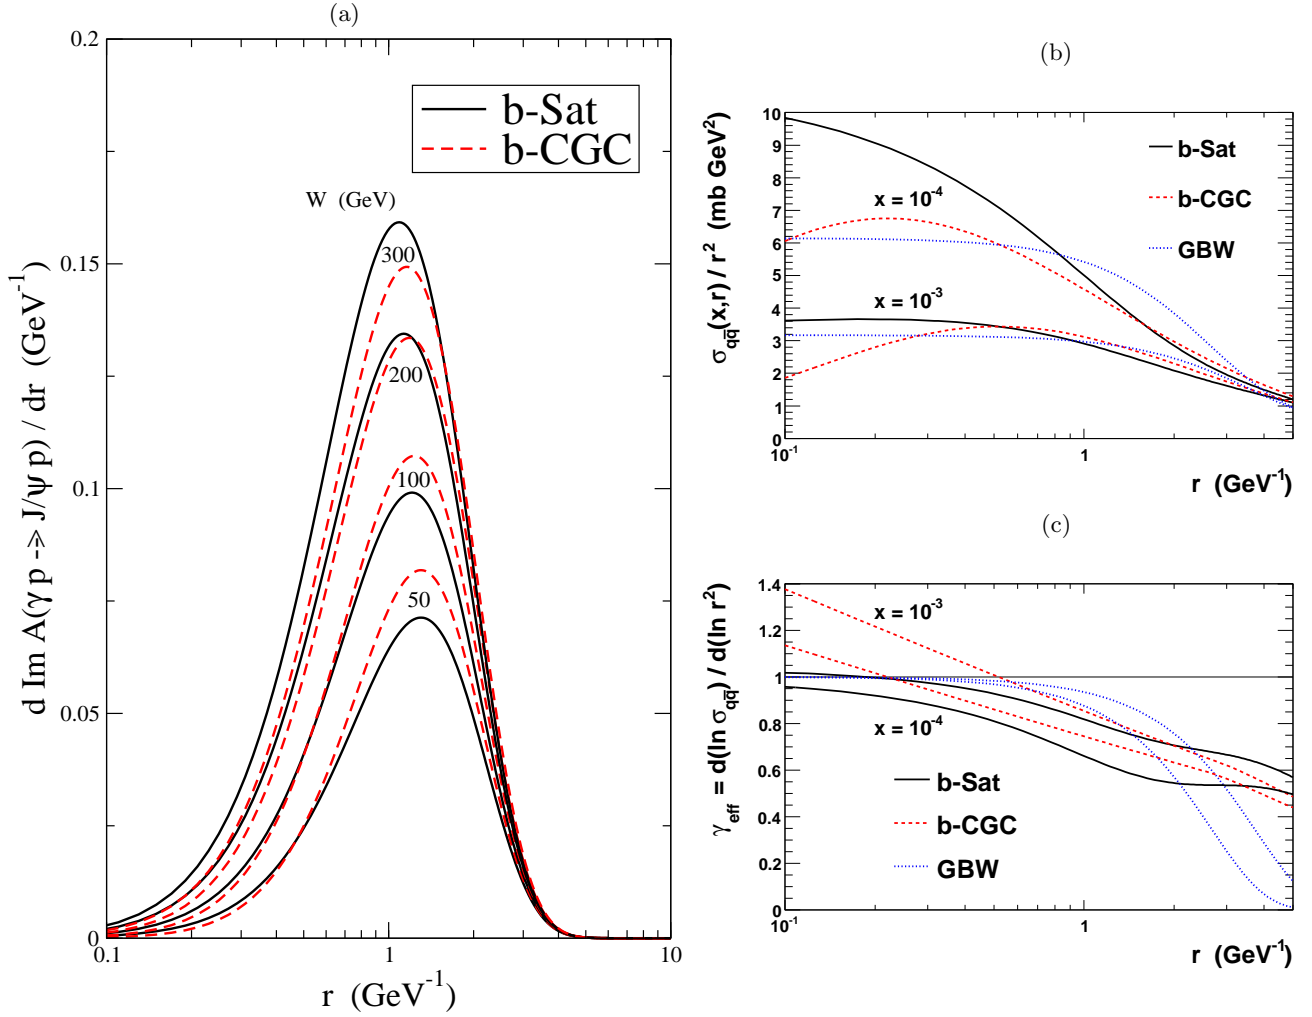 (a)
0.2
0.15
0.1
0.05
0
0.1
1
10
d Im A(γ p -> J/ψ p) / dr (GeV⁻¹)
r (GeV⁻¹)
b-Sat
b-CGC
W (GeV)
300
200
100
50
(b)
10
9
8
7
6
5
4
3
2
1
0
10⁻¹
1
σqq̅(x,r) / r² (mb GeV²)
r (GeV⁻¹)
x = 10⁻⁴
x = 10⁻³
b-Sat
b-CGC
GBW
(c)
1.4
1.2
1
0.8
0.6
0.4
0.2
0
10⁻¹
1
γeff = d(ln σqq̅) / d(ln r²)
r (GeV⁻¹)
x = 10⁻³
x = 10⁻⁴
b-Sat
b-CGC
GBW